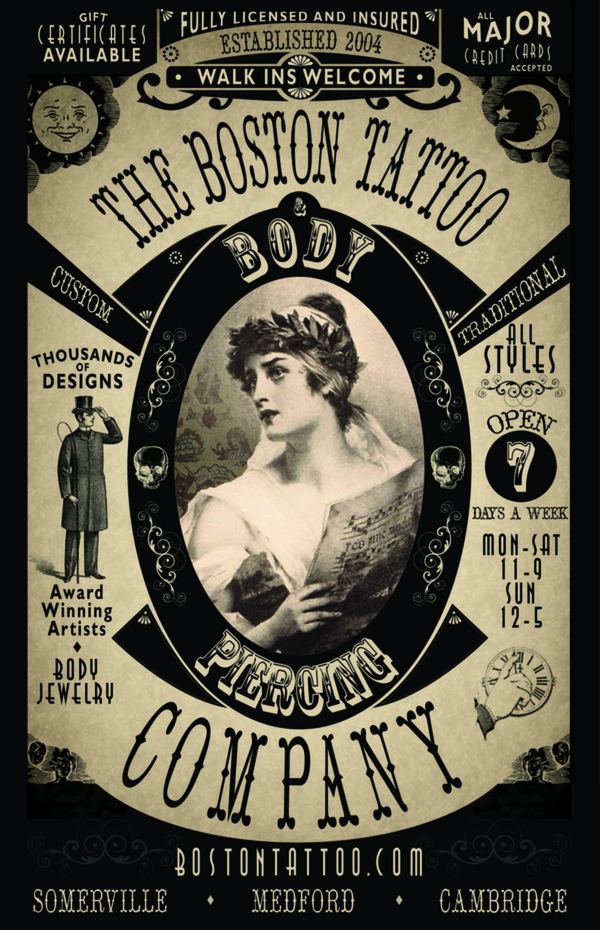 GIFT
CERTIFICATES
AVAILABLE
FULLY LICENSED AND INSURED
ESTABLISHED 2004
WALK INS WELCOME
ALL
MAJOR
CREDIT CARDS
ACCEPTED
THE BOSTON TATTOO
&
BODY
PIERCING
COMPANY
CUSTOM
THOUSANDS
OF
DESIGNS
Award
Winning
Artists
BODY
JEWELRY
TRADITIONAL
ALL
STYLES
OPEN
7
DAYS A WEEK
MON-SAT
11-9
SUN
12-5
BOSTONTATTOO.COM
SOMERVILLE ♦ MEDFORD ♦ CAMBRIDGE